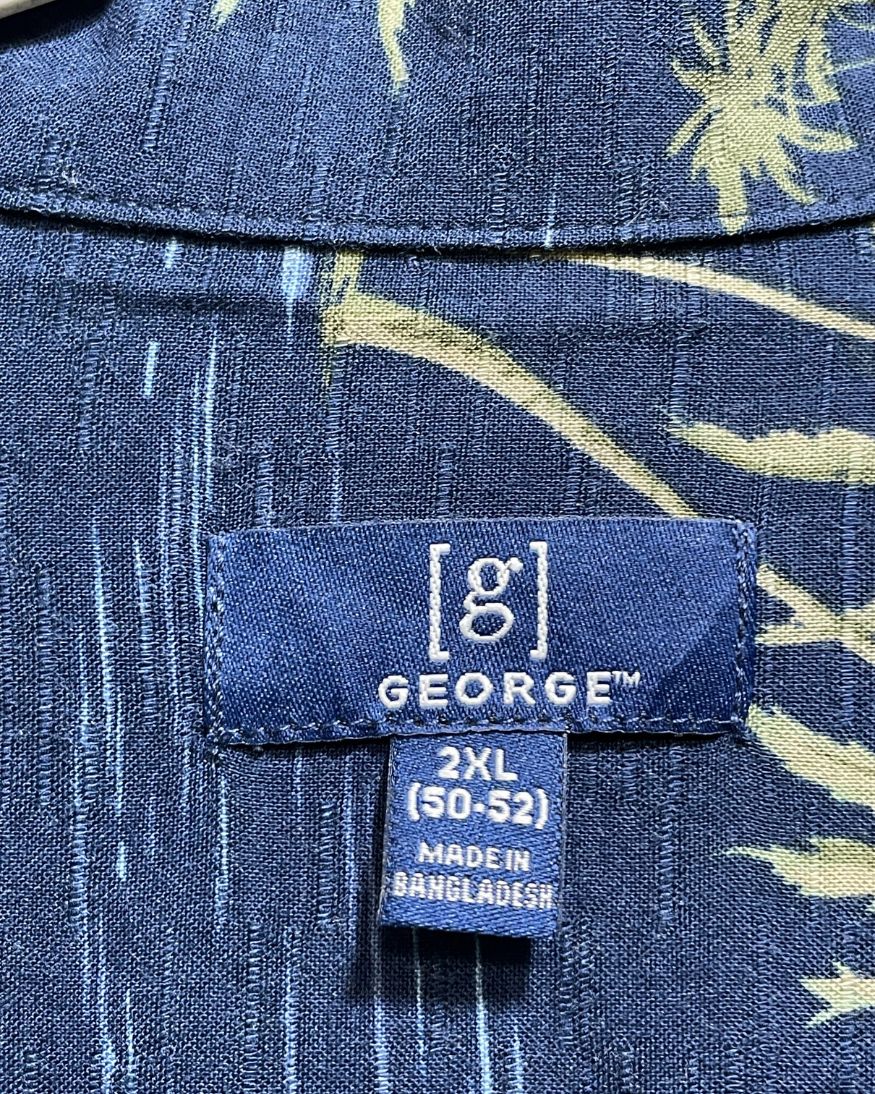 [g]
GEORGE™
2XL
(50-52)
MADE IN
BANGLADESH